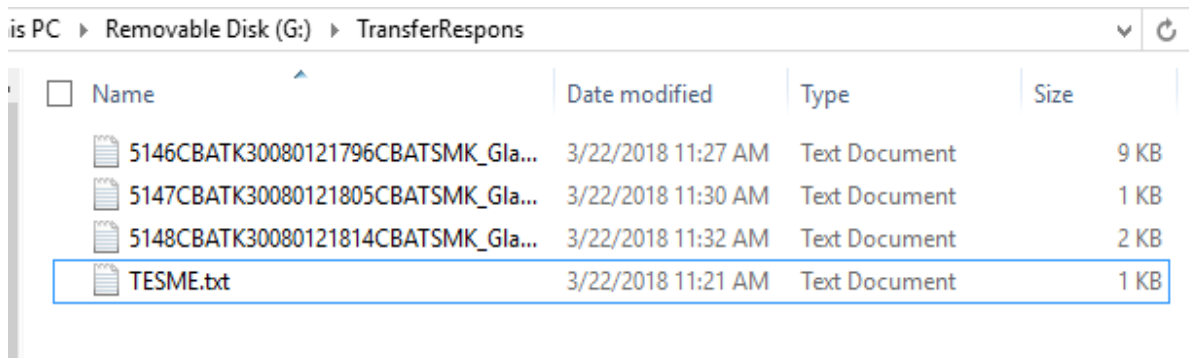 is PC ▸ Removable Disk (G:) ▸ TransferRespons
Name Date modified Type Size
5146CBATK30080121796CBATSMK_Gla... 3/22/2018 11:27 AM Text Document 9 KB
5147CBATK30080121805CBATSMK_Gla... 3/22/2018 11:30 AM Text Document 1 KB
5148CBATK30080121814CBATSMK_Gla... 3/22/2018 11:32 AM Text Document 2 KB
TESME.txt 3/22/2018 11:21 AM Text Document 1 KB